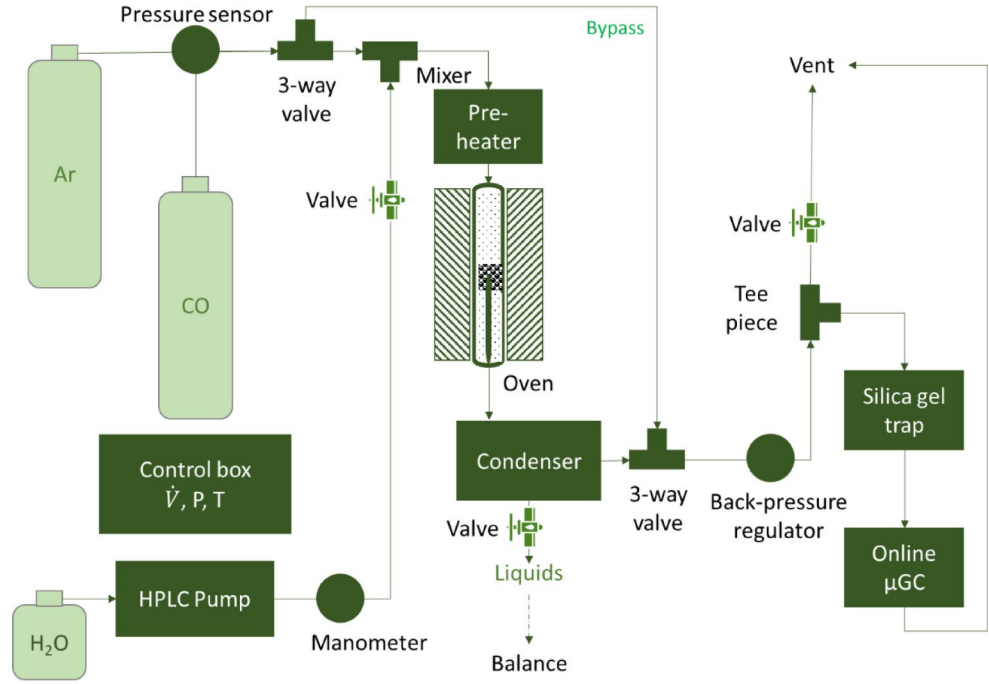 Pressure sensor
Bypass
3-way
valve
Mixer
Vent
Pre-
heater
Ar
Valve
Valve
CO
Tee
piece
Oven
Silica gel
trap
Control box
V̇, P, T
Condenser
3-way
valve
Back-pressure
regulator
Valve
Online
µGC
Liquids
HPLC Pump
H₂O
Manometer
Balance